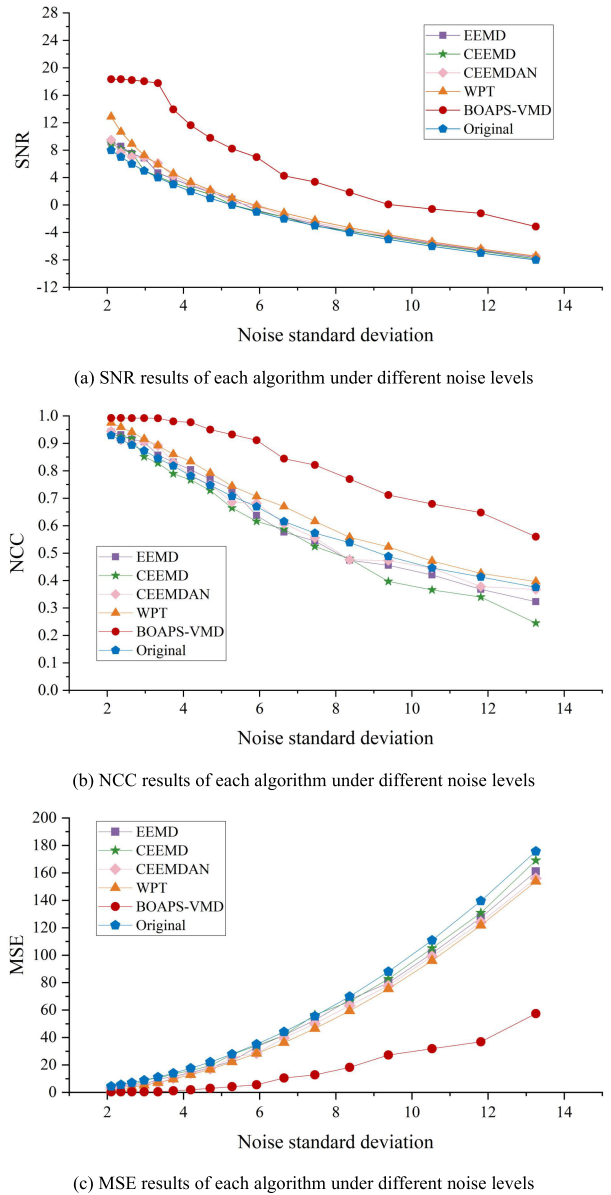 28
24
20
16
12
8
4
0
-4
-8
-12
SNR
EEMD
CEEMD
CEEMDAN
WPT
BOAPS-VMD
Original
2 4 6 8 10 12 14
Noise standard deviation
(a) SNR results of each algorithm under different noise levels
1.0
0.9
0.8
0.7
0.6
0.5
0.4
0.3
0.2
0.1
0.0
NCC
EEMD
CEEMD
CEEMDAN
WPT
BOAPS-VMD
Original
2 4 6 8 10 12 14
Noise standard deviation
(b) NCC results of each algorithm under different noise levels
200
180
160
140
120
100
80
60
40
20
0
MSE
EEMD
CEEMD
CEEMDAN
WPT
BOAPS-VMD
Original
2 4 6 8 10 12 14
Noise standard deviation
(c) MSE results of each algorithm under different noise levels